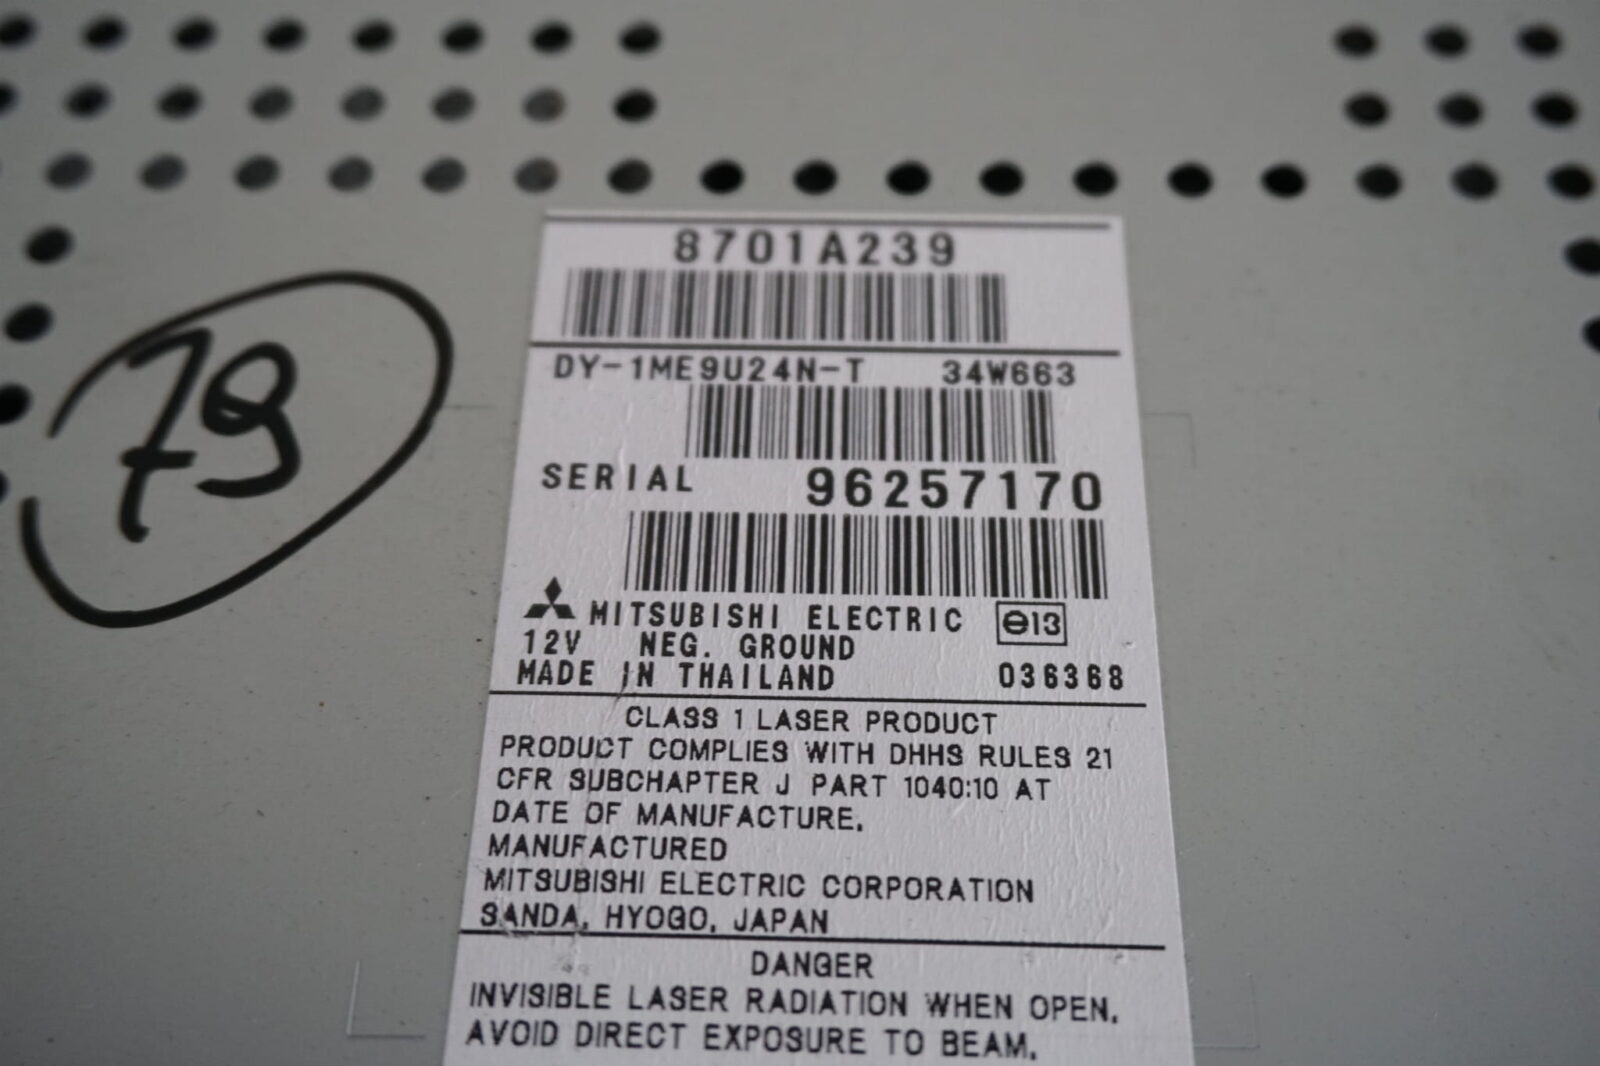 8701A239
DY-1ME9U24N-T 34W663
SERIAL 96257170
MITSUBISHI ELECTRIC e13
12V NEG. GROUND
MADE IN THAILAND 036368
CLASS 1 LASER PRODUCT
PRODUCT COMPLIES WITH DHHS RULES 21
CFR SUBCHAPTER J PART 1040:10 AT
DATE OF MANUFACTURE.
MANUFACTURED
MITSUBISHI ELECTRIC CORPORATION
SANDA, HYOGO, JAPAN
DANGER
INVISIBLE LASER RADIATION WHEN OPEN.
AVOID DIRECT EXPOSURE TO BEAM.
79